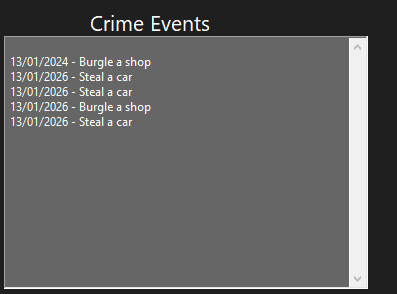 Crime Events
13/01/2024 - Burgle a shop
13/01/2026 - Steal a car
13/01/2026 - Steal a car
13/01/2026 - Burgle a shop
13/01/2026 - Steal a car